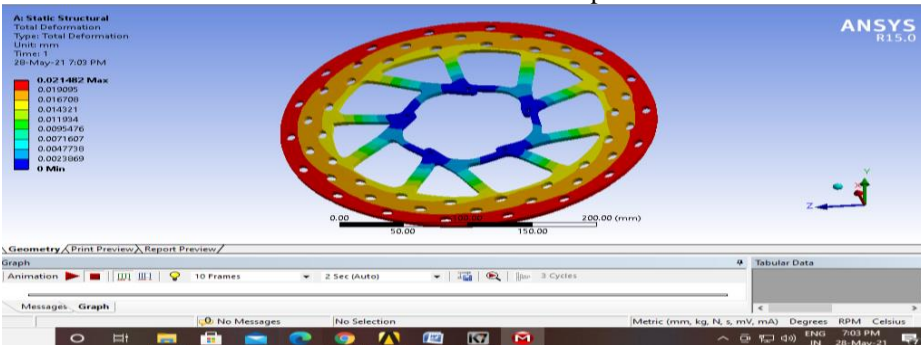 A: Static Structural
Total Deformation
Type: Total Deformation
Unit: mm
Time: 1
28-May-21 7:03 PM
0.021482 Max
0.019095
0.016708
0.014321
0.011934
0.0095476
0.0071607
0.0047738
0.0023869
0 Min
ANSYS
R15.0
Y
Z
0.00 100.00 200.00 (mm)
50.00 150.00
Geometry Print Preview Report Preview
Graph
Tabular Data
Animation 10 Frames 2 Sec (Auto) 3 Cycles
Messages Graph
No Messages No Selection Metric (mm, kg, N, s, mV, mA) Degrees RPM Celsius
ENG 7:03 PM
IN 28-May-21